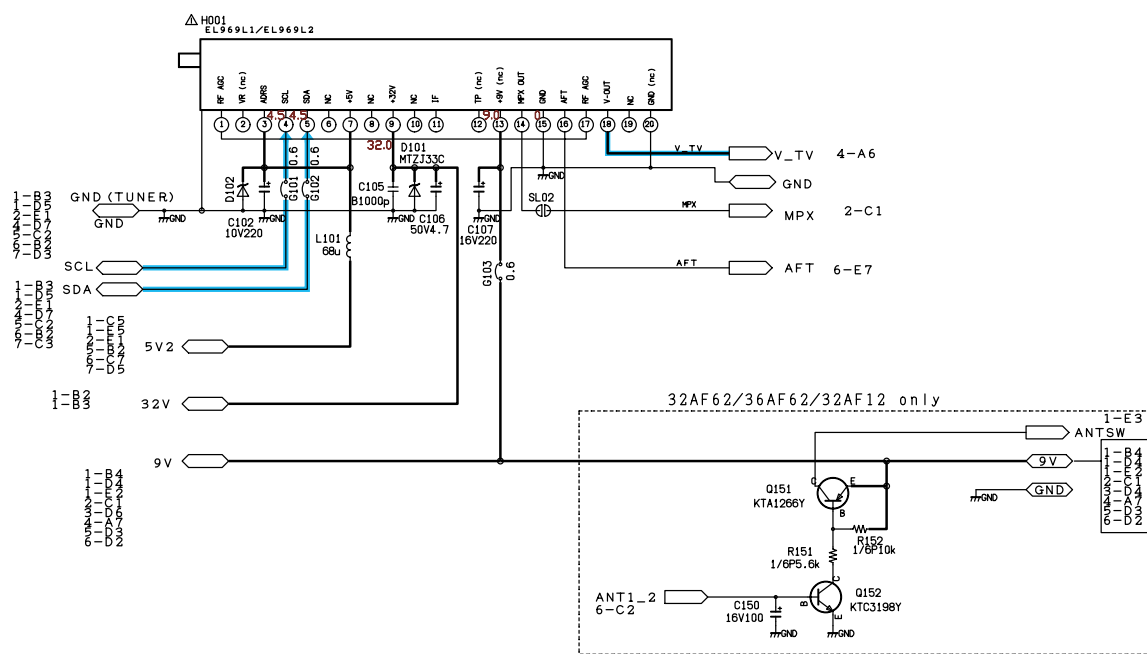 H001
EL969L1/EL969L2
RF AGC
VR (nc)
ADRS
SCL
SDA
NC
+5V
NC
+32V
NC
IF
TP (nc)
+9V (nc)
MPX OUT
GND
AFT
RF AGC
V-OUT
NC
GND (nc)
4.5 4.5
9.0
0
1 2 3 4 5 6 7 8 9 10 11 12 13 14 15 16 17 18 19 20
32.0
D101
MTZJ33C
V_TV
V_TV 4-A6
GND
D102
G101
0.6
G102
0.6
C105
B1000p
1-B3
1-D5
2-E1
4-D7
5-C2
6-B2
7-D3
GND (TUNER)
GND
GND
GND
GND
GND
GND
C102
10V220
C106
50V4.7
C107
16V220
SL02
MPX
MPX 2-C1
L101
68u
G103
0.6
AFT
AFT 6-E7
SCL
SDA
1-B3
1-D5
2-E1
4-D7
5-C2
6-B2
7-C3
1-C5
1-E5
2-E1
5-B2
6-C7
7-D5
5V2
1-B2
1-B3
32V
32AF62/36AF62/32AF12 only
9V
1-B4
1-D4
1-E2
2-C1
3-D6
4-A7
5-D3
6-D2
1-E3
ANTSW
9V
GND
GND
1-B4
1-D4
1-E2
2-C1
3-D4
4-A7
5-D3
6-D2
C
E
B
Q151
KTA1266Y
R152
1/6P10k
R151
1/6P5.6k
ANT1_2
6-C2
C150
16V100
B
C
E
Q152
KTC3198Y
GND
GND